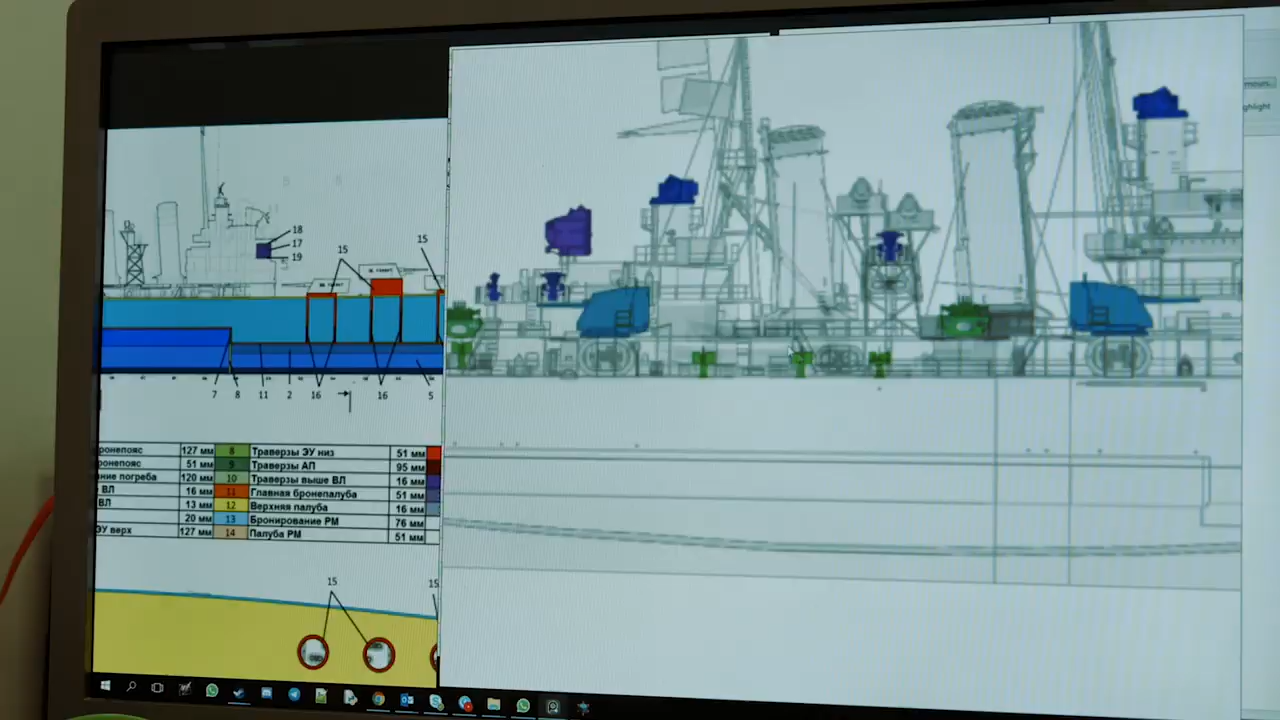 18
17
19
15
15
7
8
11
2
16
16
5
ронепояс 127 мм 8 Траверзы ЭУ низ 51 мм
ронепояс 51 мм 9 Траверзы АП 95 мм
ние погреба 120 мм 10 Траверзы выше ВЛ 16 мм
ВЛ 16 мм 11 Главная бронепалуба 51 мм
ВЛ 13 мм 12 Верхняя палуба 16 мм
20 мм 13 Бронирование РМ 76 мм
ЭУ верх 127 мм 14 Палуба РМ 51 мм
15
15